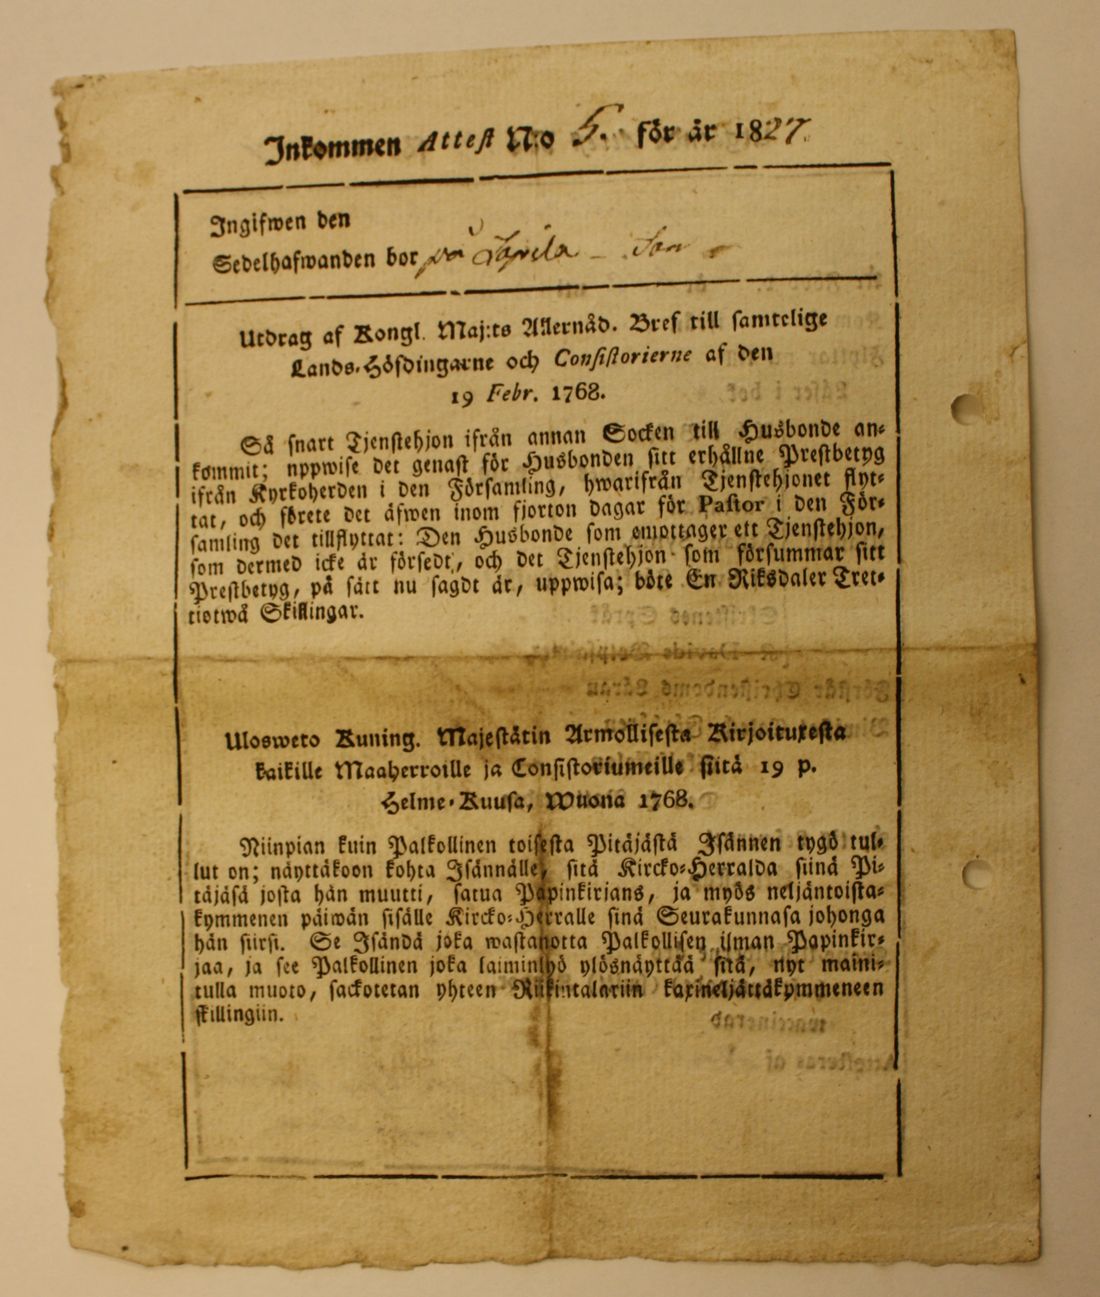 Inkommen Attest N:o 5. för år 1827.
Ingifwen den
Sedelhafwanden bor på
Utdrag af Kongl. Maj:ts Allernåd. Bref till samtelige
Lands-Höfdingarne och Consistorierne af den
19 Febr. 1768.
Så snart Tjenstehjon ifrån annan Socken till Husbonde an-
kommit; uppwise det genast för Husbonden sitt erhållne Prestbetyg
ifrån Kyrkoherden i den Församling, hwarifrån Tjenstehjonet flyt-
tat, och förete det äfwen inom fjorton dagar för Pastor i den För-
samling det tillflyttat: Den Husbonde som emottager ett Tjenstehjon,
som dermed icke är försedt, och det Tjenstehjon som försummar sitt
Prestbetyg, på sätt nu sagdt är, uppwisa; böte En Riksdaler Tret-
tiotwå Skillingar.
Ulosweto Kuning. Majestätin Armollisesta Kirjoituxesta
kaikille Maaherroille ja Consistoriumeille siitä 19 p.
Helme-Kuusa, Wuona 1768.
Niinpian kuin Palkollinen toisesta Pitäjästä Isännen tygö tul-
lut on; näyttäkoon kohta Isännälle, sitä Kircko-Herralda siinä Pi-
täjäsä josta hän muutti, satua Papinkirjans, ja myös neljäntoista-
kymmenen päiwän sisälle Kircko-Herralle sinä Seurakunnasa johonga
hän siirsi. Se Isändä joka wastanotta Palkollisen ilman Papinkir-
jaa, ja see Palkollinen joka laiminlyö ylösnäyttää sitä, nyt maini-
tulla muoto, sackotetan yhteen Riikintalariin kaxineljättäkymmeneen
skillingiin.